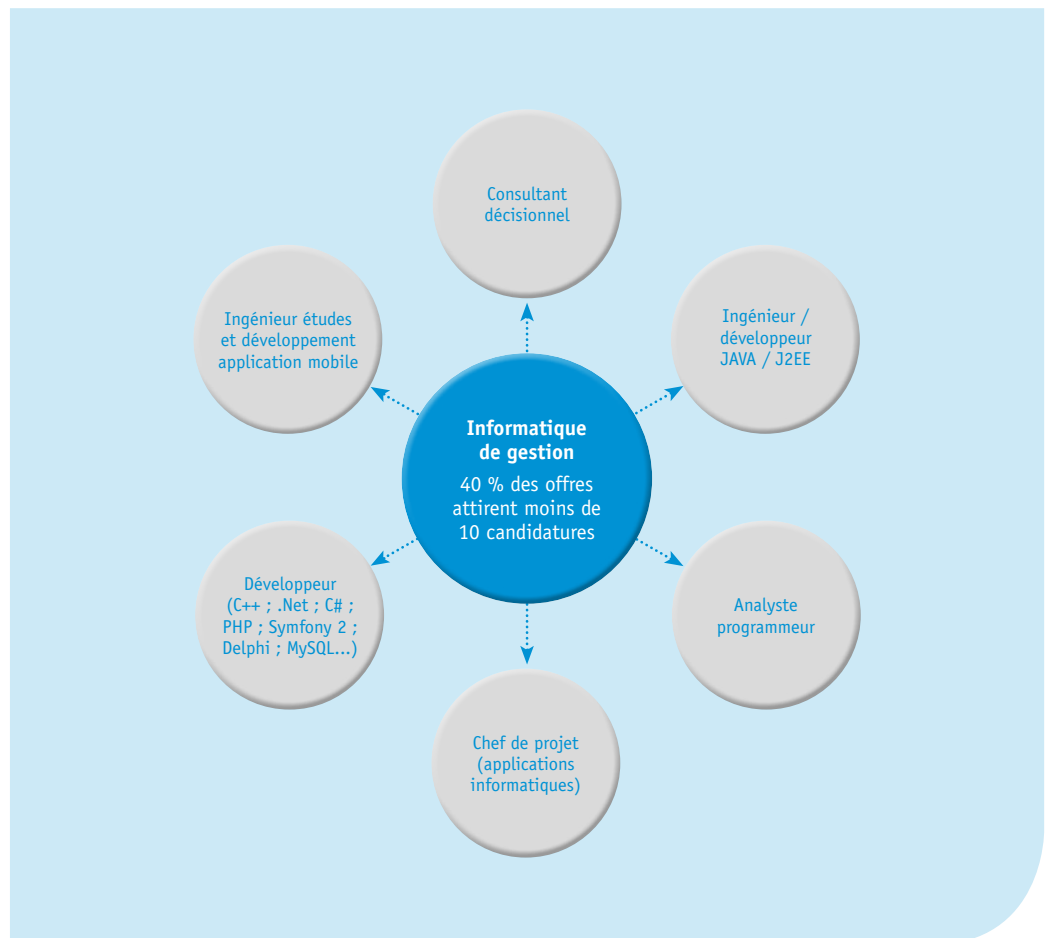 Consultant
décisionnel
Ingénieur études
et développement
application mobile
Ingénieur /
développeur
JAVA / J2EE
Informatique
de gestion
40 % des offres
attirent moins de
10 candidatures
Développeur
(C++ ; .Net ; C# ;
PHP ; Symfony 2 ;
Delphi ; MySQL...)
Analyste
programmeur
Chef de projet
(applications
informatiques)